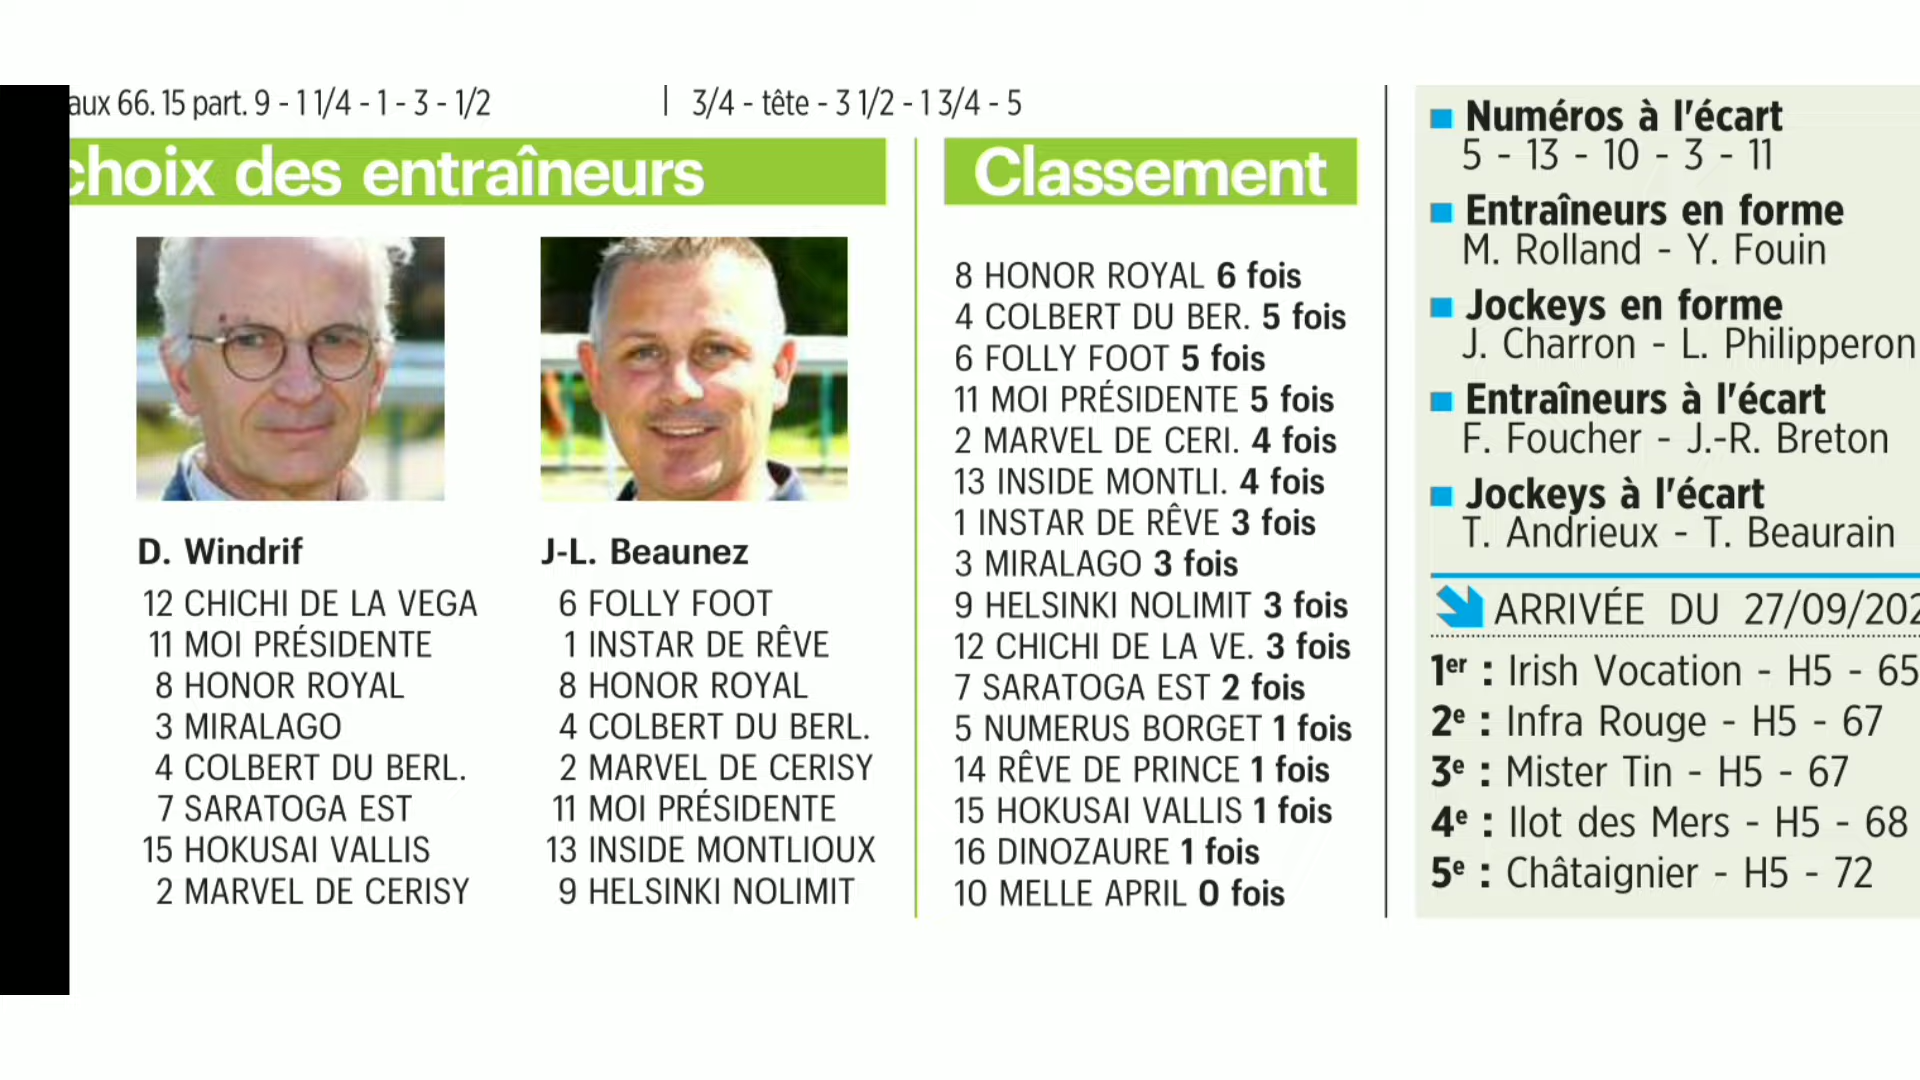 aux 66. 15 part. 9 - 1 1/4 - 1 - 3 - 1/2
3/4 - tête - 3 1/2 - 1 3/4 - 5
choix des entraîneurs
D. Windrif
12 CHICHI DE LA VEGA
11 MOI PRÉSIDENTE
8 HONOR ROYAL
3 MIRALAGO
4 COLBERT DU BERL.
7 SARATOGA EST
15 HOKUSAI VALLIS
2 MARVEL DE CERISY
J-L. Beaunez
6 FOLLY FOOT
1 INSTAR DE RÊVE
8 HONOR ROYAL
4 COLBERT DU BERL.
2 MARVEL DE CERISY
11 MOI PRÉSIDENTE
13 INSIDE MONTLIOUX
9 HELSINKI NOLIMIT
Classement
8 HONOR ROYAL 6 fois
4 COLBERT DU BER. 5 fois
6 FOLLY FOOT 5 fois
11 MOI PRÉSIDENTE 5 fois
2 MARVEL DE CERI. 4 fois
13 INSIDE MONTLI. 4 fois
1 INSTAR DE RÊVE 3 fois
3 MIRALAGO 3 fois
9 HELSINKI NOLIMIT 3 fois
12 CHICHI DE LA VE. 3 fois
7 SARATOGA EST 2 fois
5 NUMERUS BORGET 1 fois
14 RÊVE DE PRINCE 1 fois
15 HOKUSAI VALLIS 1 fois
16 DINOZAURE 1 fois
10 MELLE APRIL 0 fois
Numéros à l'écart
5 - 13 - 10 - 3 - 11
Entraîneurs en forme
M. Rolland - Y. Fouin
Jockeys en forme
J. Charron - L. Philipperon
Entraîneurs à l'écart
F. Foucher - J.-R. Breton
Jockeys à l'écart
T. Andrieux - T. Beaurain
ARRIVÉE DU 27/09/202
1er : Irish Vocation - H5 - 65
2e : Infra Rouge - H5 - 67
3e : Mister Tin - H5 - 67
4e : Ilot des Mers - H5 - 68
5e : Châtaignier - H5 - 72